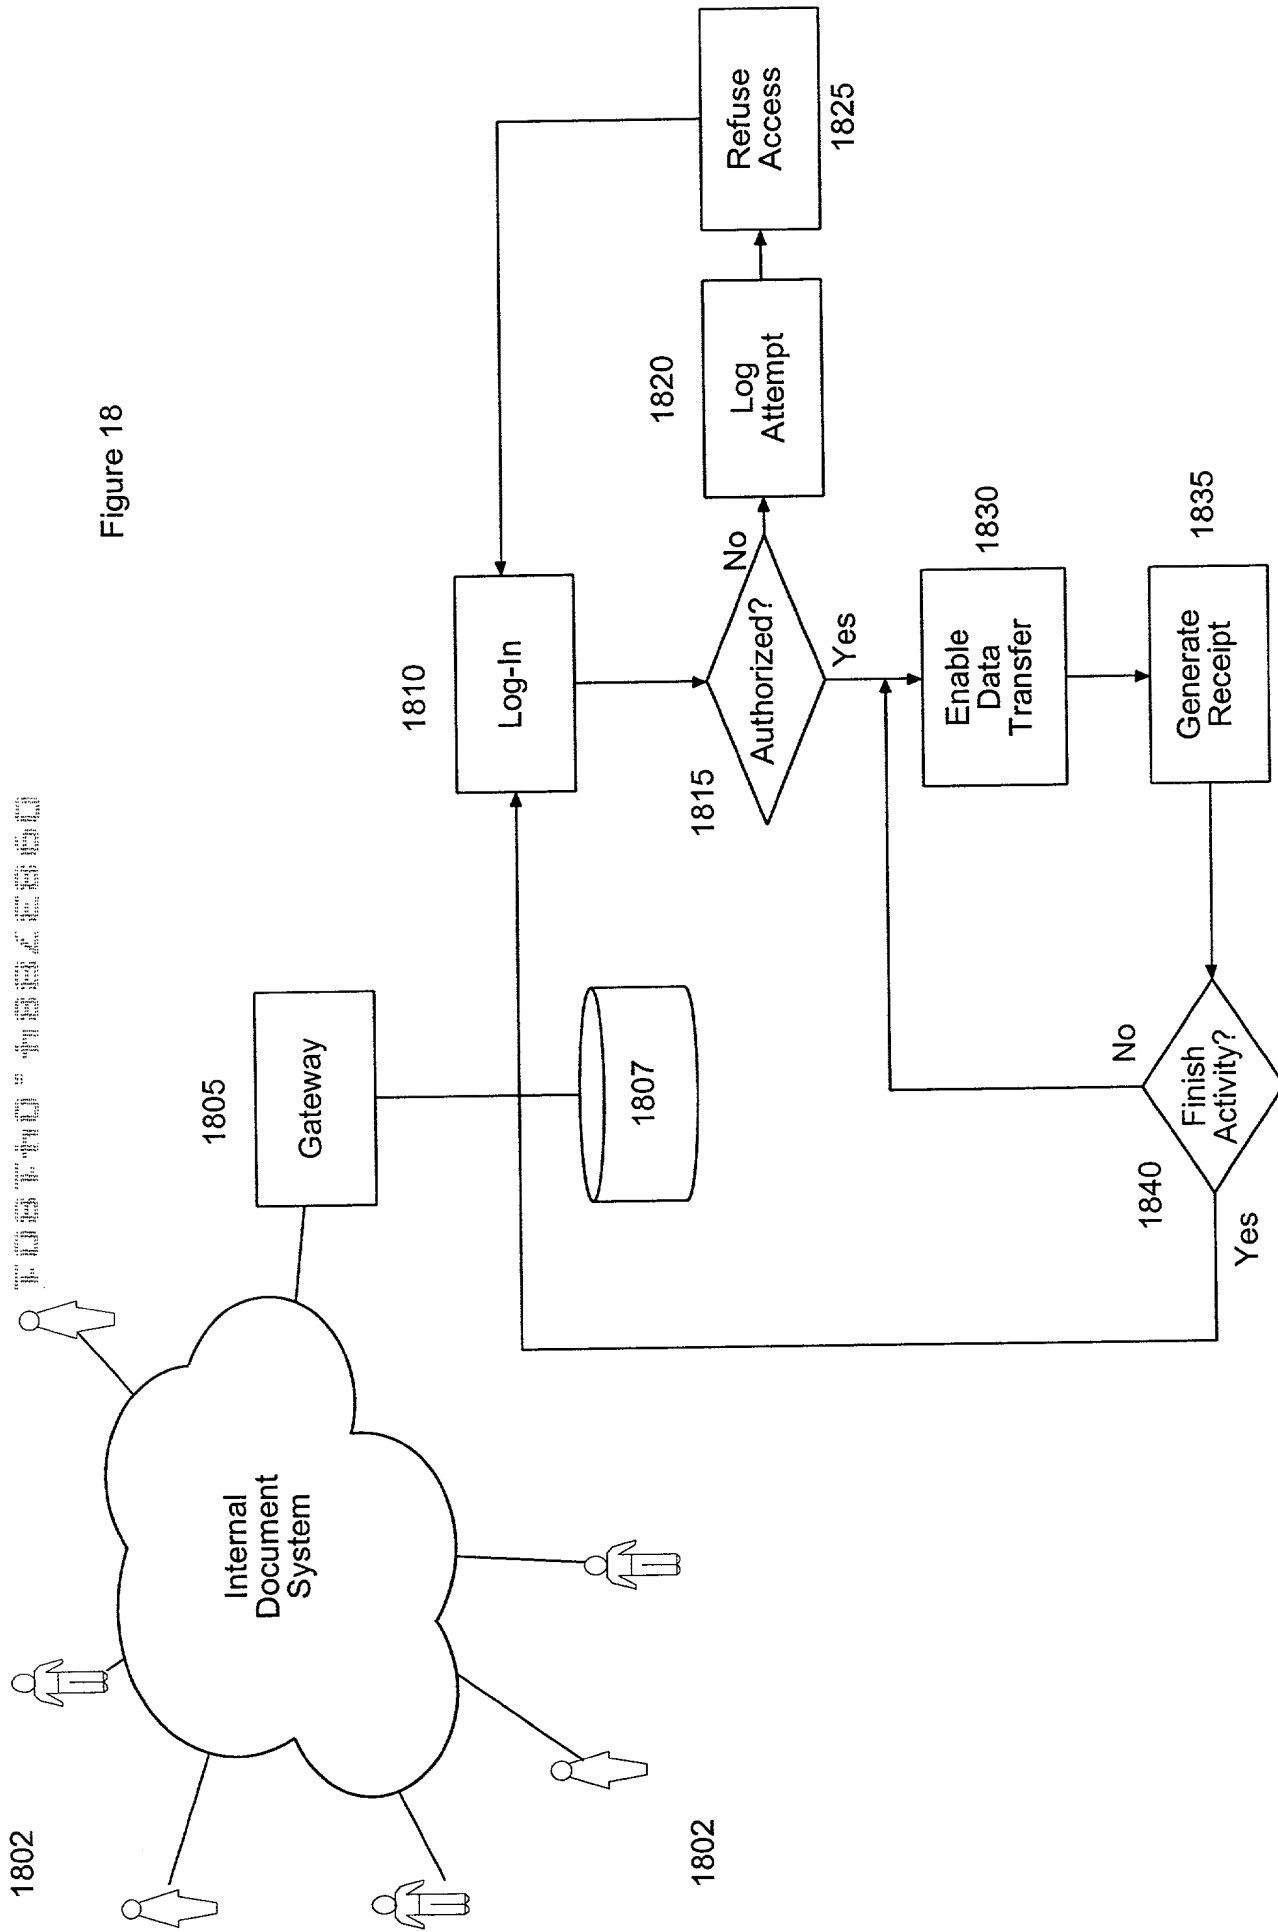 Figure 18
1802
Internal
Document
System
1802
1805
Gateway
1807
1810
Log-In
1815
Authorized?
No
Yes
1820
Log
Attempt
Refuse
Access
1825
1830
Enable
Data
Transfer
1835
Generate
Receipt
1840
Finish
Activity?
No
Yes